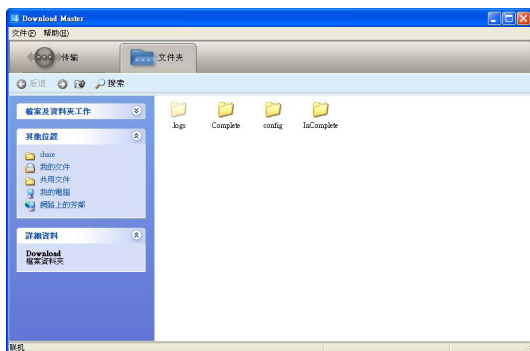 Download Master
文件(F) 帮助(H)
传输
文件夹
后退
搜索
檔案及資料夾工作
其他位置
share
我的文件
共用文件
我的電腦
網路上的芳鄰
詳細資料
Download
檔案資料夾
.logs
Complete
config
InComplete
联机